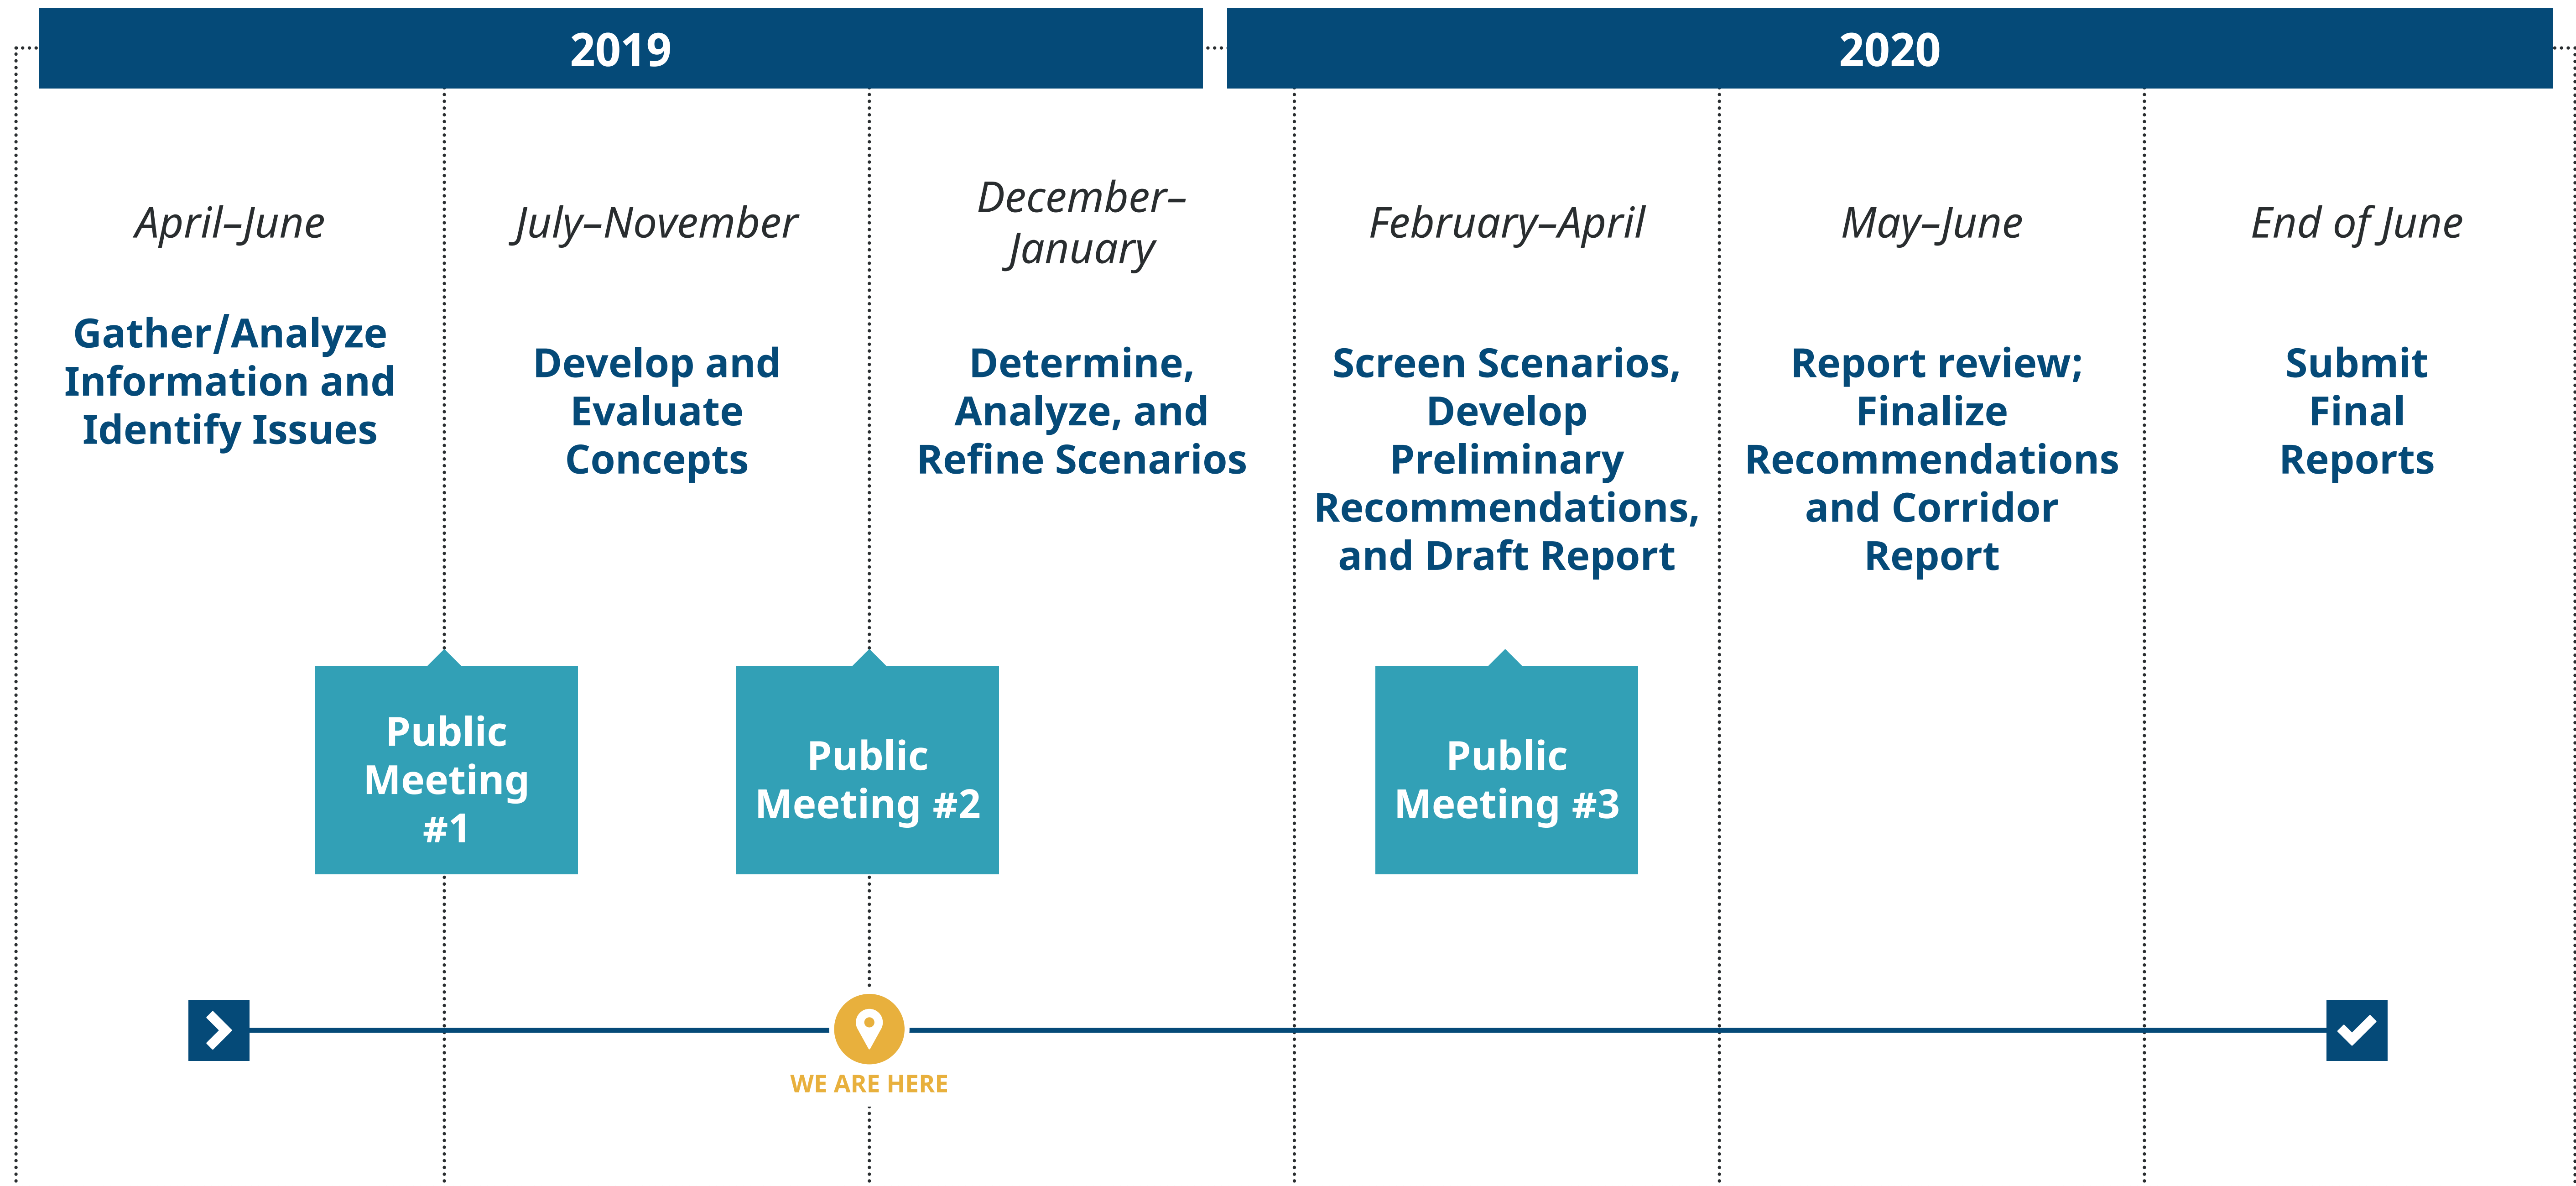 2019
2020
April–June
July–November
December–
January
February–April
May–June
End of June
Gather/Analyze
Information and
Identify Issues
Develop and
Evaluate
Concepts
Determine,
Analyze, and
Refine Scenarios
Screen Scenarios,
Develop
Preliminary
Recommendations,
and Draft Report
Report review;
Finalize
Recommendations
and Corridor
Report
Submit
Final
Reports
Public
Meeting
#1
Public
Meeting #2
Public
Meeting #3
WE ARE HERE